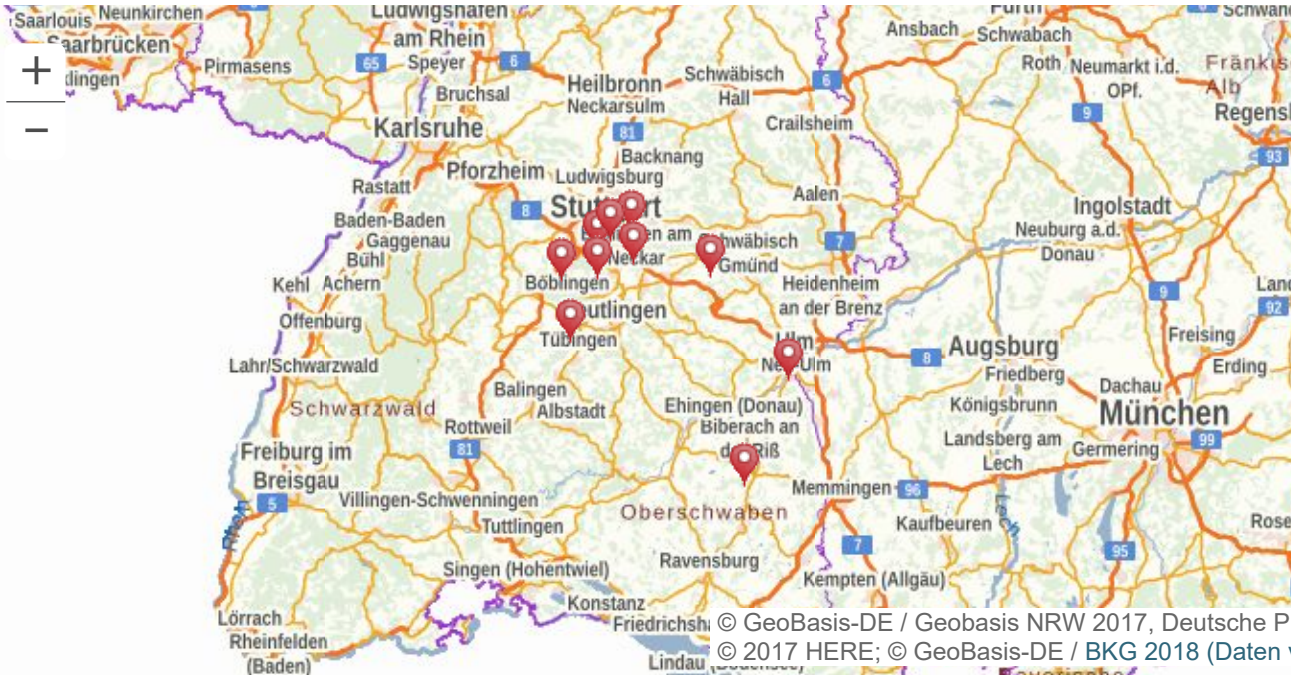 Saarlouis
Neunkirchen
Saarbrücken
Pirmasens
65
Ludwigshafen
am Rhein
Speyer
6
Bruchsal
Karlsruhe
Pforzheim
Rastatt
Baden-Baden
Gaggenau
Bühl
Kehl
Achern
Offenburg
Lahr/Schwarzwald
Schwarzwald
Freiburg im
Breisgau
5
Rhein
Villingen-Schwenningen
Lörrach
Rheinfelden
(Baden)
Heilbronn
Neckarsulm
81
Backnang
Ludwigsburg
8
Neckar
Böblingen
Tübingen
Balingen
Albstadt
Rottweil
81
Tuttlingen
Singen (Hohentwiel)
Konstanz
Schwäbisch
Hall
6
Crailsheim
Aalen
Gmünd
7
Heidenheim
an der Brenz
Ehingen (Donau)
Biberach an
Oberschwaben
Ravensburg
Memmingen
96
7
Kempten (Allgäu)
Kaufbeuren
Lech
95
Ansbach
Schwabach
Roth
Neumarkt i.d.
OPf.
9
93
Ingolstadt
Neuburg a.d.
Donau
9
92
Freising
Erding
8
Augsburg
Friedberg
Königsbrunn
Dachau
München
99
Germering
Landsberg am
Lech
+
−
© GeoBasis-DE / Geobasis NRW 2017, Deutsche P
© 2017 HERE; © GeoBasis-DE / BKG 2018 (Daten v